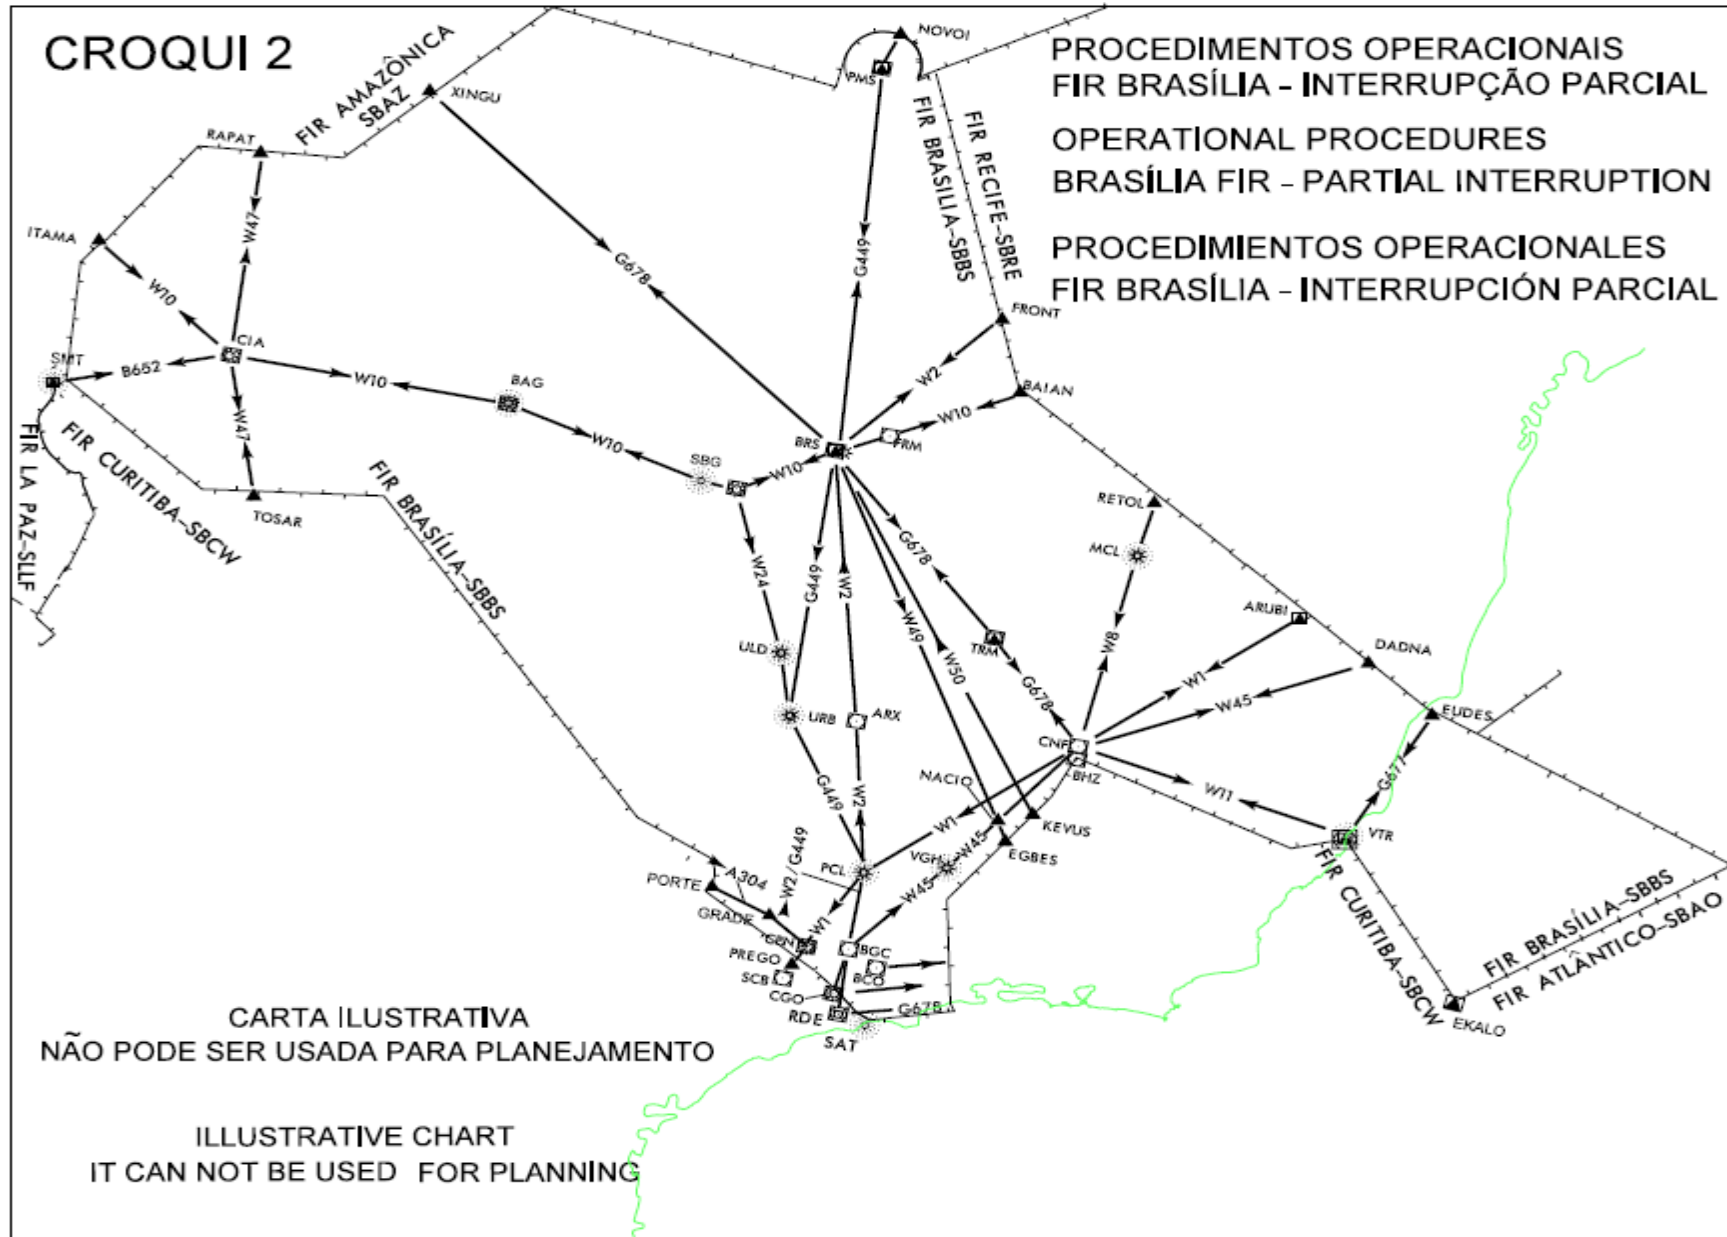 CROQUI 2
PROCEDIMENTOS OPERACIONAIS
FIR BRASÍLIA - INTERRUPÇÃO PARCIAL
OPERATIONAL PROCEDURES
BRASÍLIA FIR - PARTIAL INTERRUPTION
PROCEDIMIENTOS OPERACIONALES
FIR BRASÍLIA - INTERRUPCIÓN PARCIAL
NOVOI
PMS
FIR AMAZÔNICA
SBAZ
XINGU
RAPAT
FIR BRASILIA-SBBS
FIR RECIFE-SBRE
W47
ITAMA
G678
G449
W10
FRONT
CIA
SMT
B652
W10
BAG
W2
BAIAN
W10
W47
W10
BRS
FRM
FIR LA PAZ-SLLF
FIR CURITIBA-SBCW
FIR BRASÍLIA-SBBS
SBG
W10
TOSAR
RETOL
W24
G449
W2
G678
MCL
W49
W50
ARUBI
ULD
TRM
W8
DADNA
G678
W1
W45
URB
ARX
CNF
BHZ
EUDES
G677
NACIO
G449
W2
W1
KEVUS
W11
VTR
EGBES
W45
VGH
PCL
W2/G449
A304
PORTE
GRADE
W45
W1
GPN
BGC
PREGO
SCB
BCO
CGO
RDE
G675
SAT
FIR CURITIBA-SBCW
FIR BRASÍLIA-SBBS
FIR ATLÂNTICO-SBAO
EKALO
CARTA ILUSTRATIVA
NÃO PODE SER USADA PARA PLANEJAMENTO
ILLUSTRATIVE CHART
IT CAN NOT BE USED FOR PLANNING